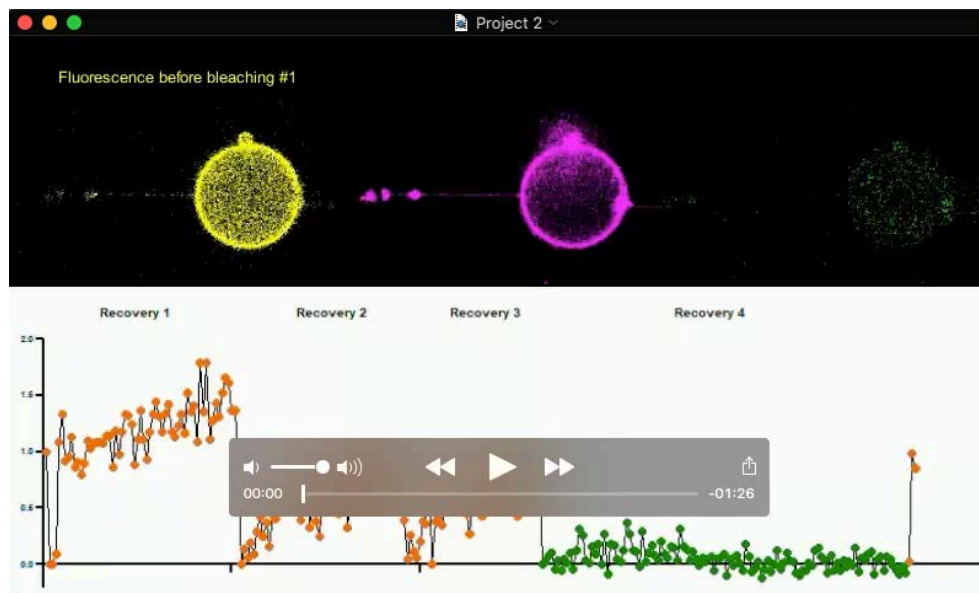 Project 2
Fluorescence before bleaching #1
Recovery 1 Recovery 2 Recovery 3 Recovery 4
2.0
1.5
1.0
0.5
0.0
00:00 -01:26